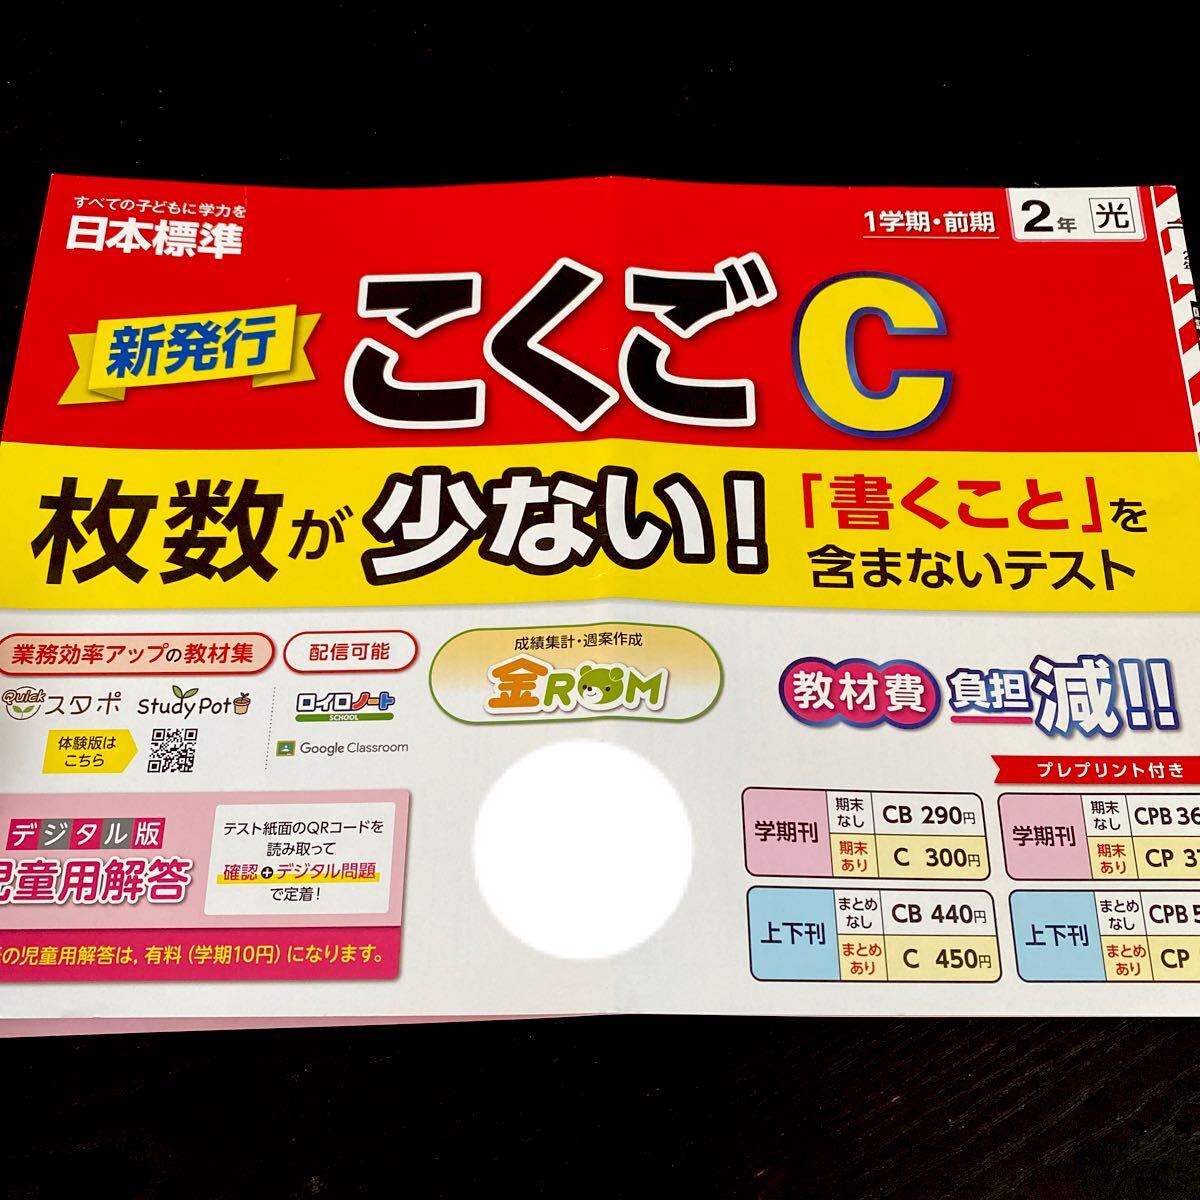 すべての子どもに学力を
日本標準
1学期・前期
2年 光
新発行
こくごC
枚数が少ない!
「書くこと」を
含まないテスト
業務効率アップの教材集
配信可能
Quick スタポ
StudyPot
体験版は
こちら
ロイロノート
SCHOOL
Google Classroom
成績集計・週案作成
金ROM
教材費 負担減!!
プレプリント付き
学期刊
期末なし CB 290円
期末あり C 300円
学期刊
期末なし CPB 36
期末あり CP 37
上下刊
まとめなし CB 440円
まとめあり C 450円
上下刊
まとめなし CPB 5
まとめあり CP
デジタル版
児童用解答
テスト紙面のQRコードを
読み取って
確認+デジタル問題
で定着!
の児童用解答は,有料(学期10円)になります。